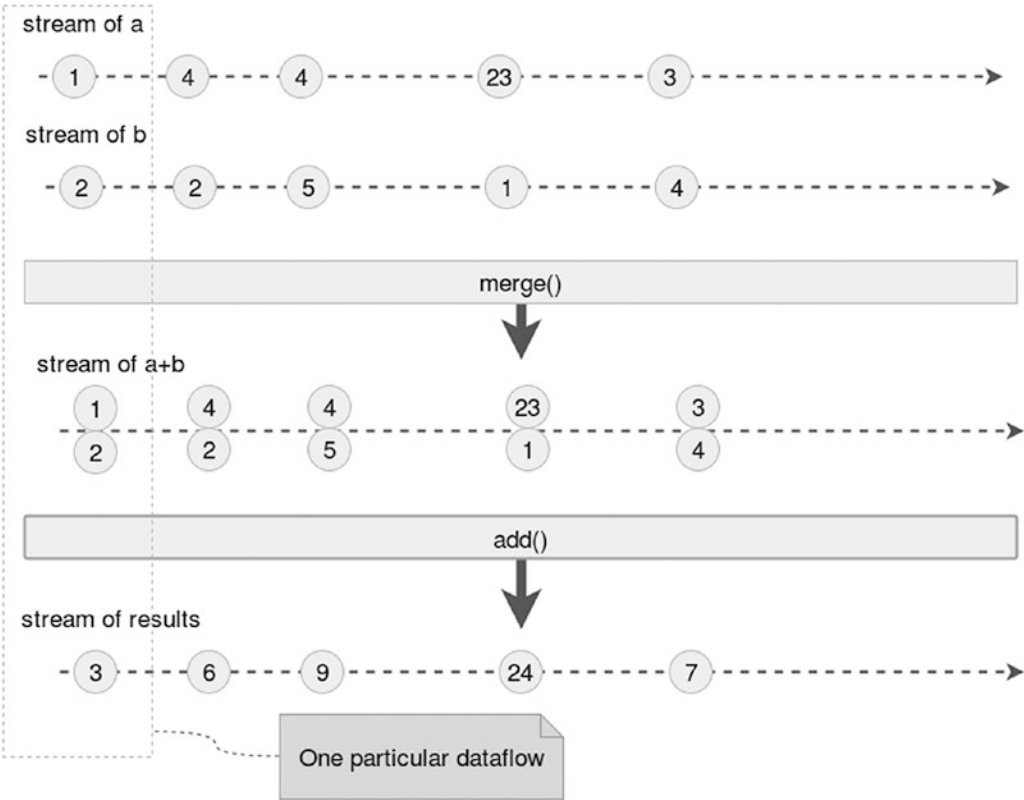 stream of a
1 4 4 23 3
stream of b
2 2 5 1 4
merge()
stream of a+b
1 4 4 23 3
2 2 5 1 4
add()
stream of results
3 6 9 24 7
One particular dataflow